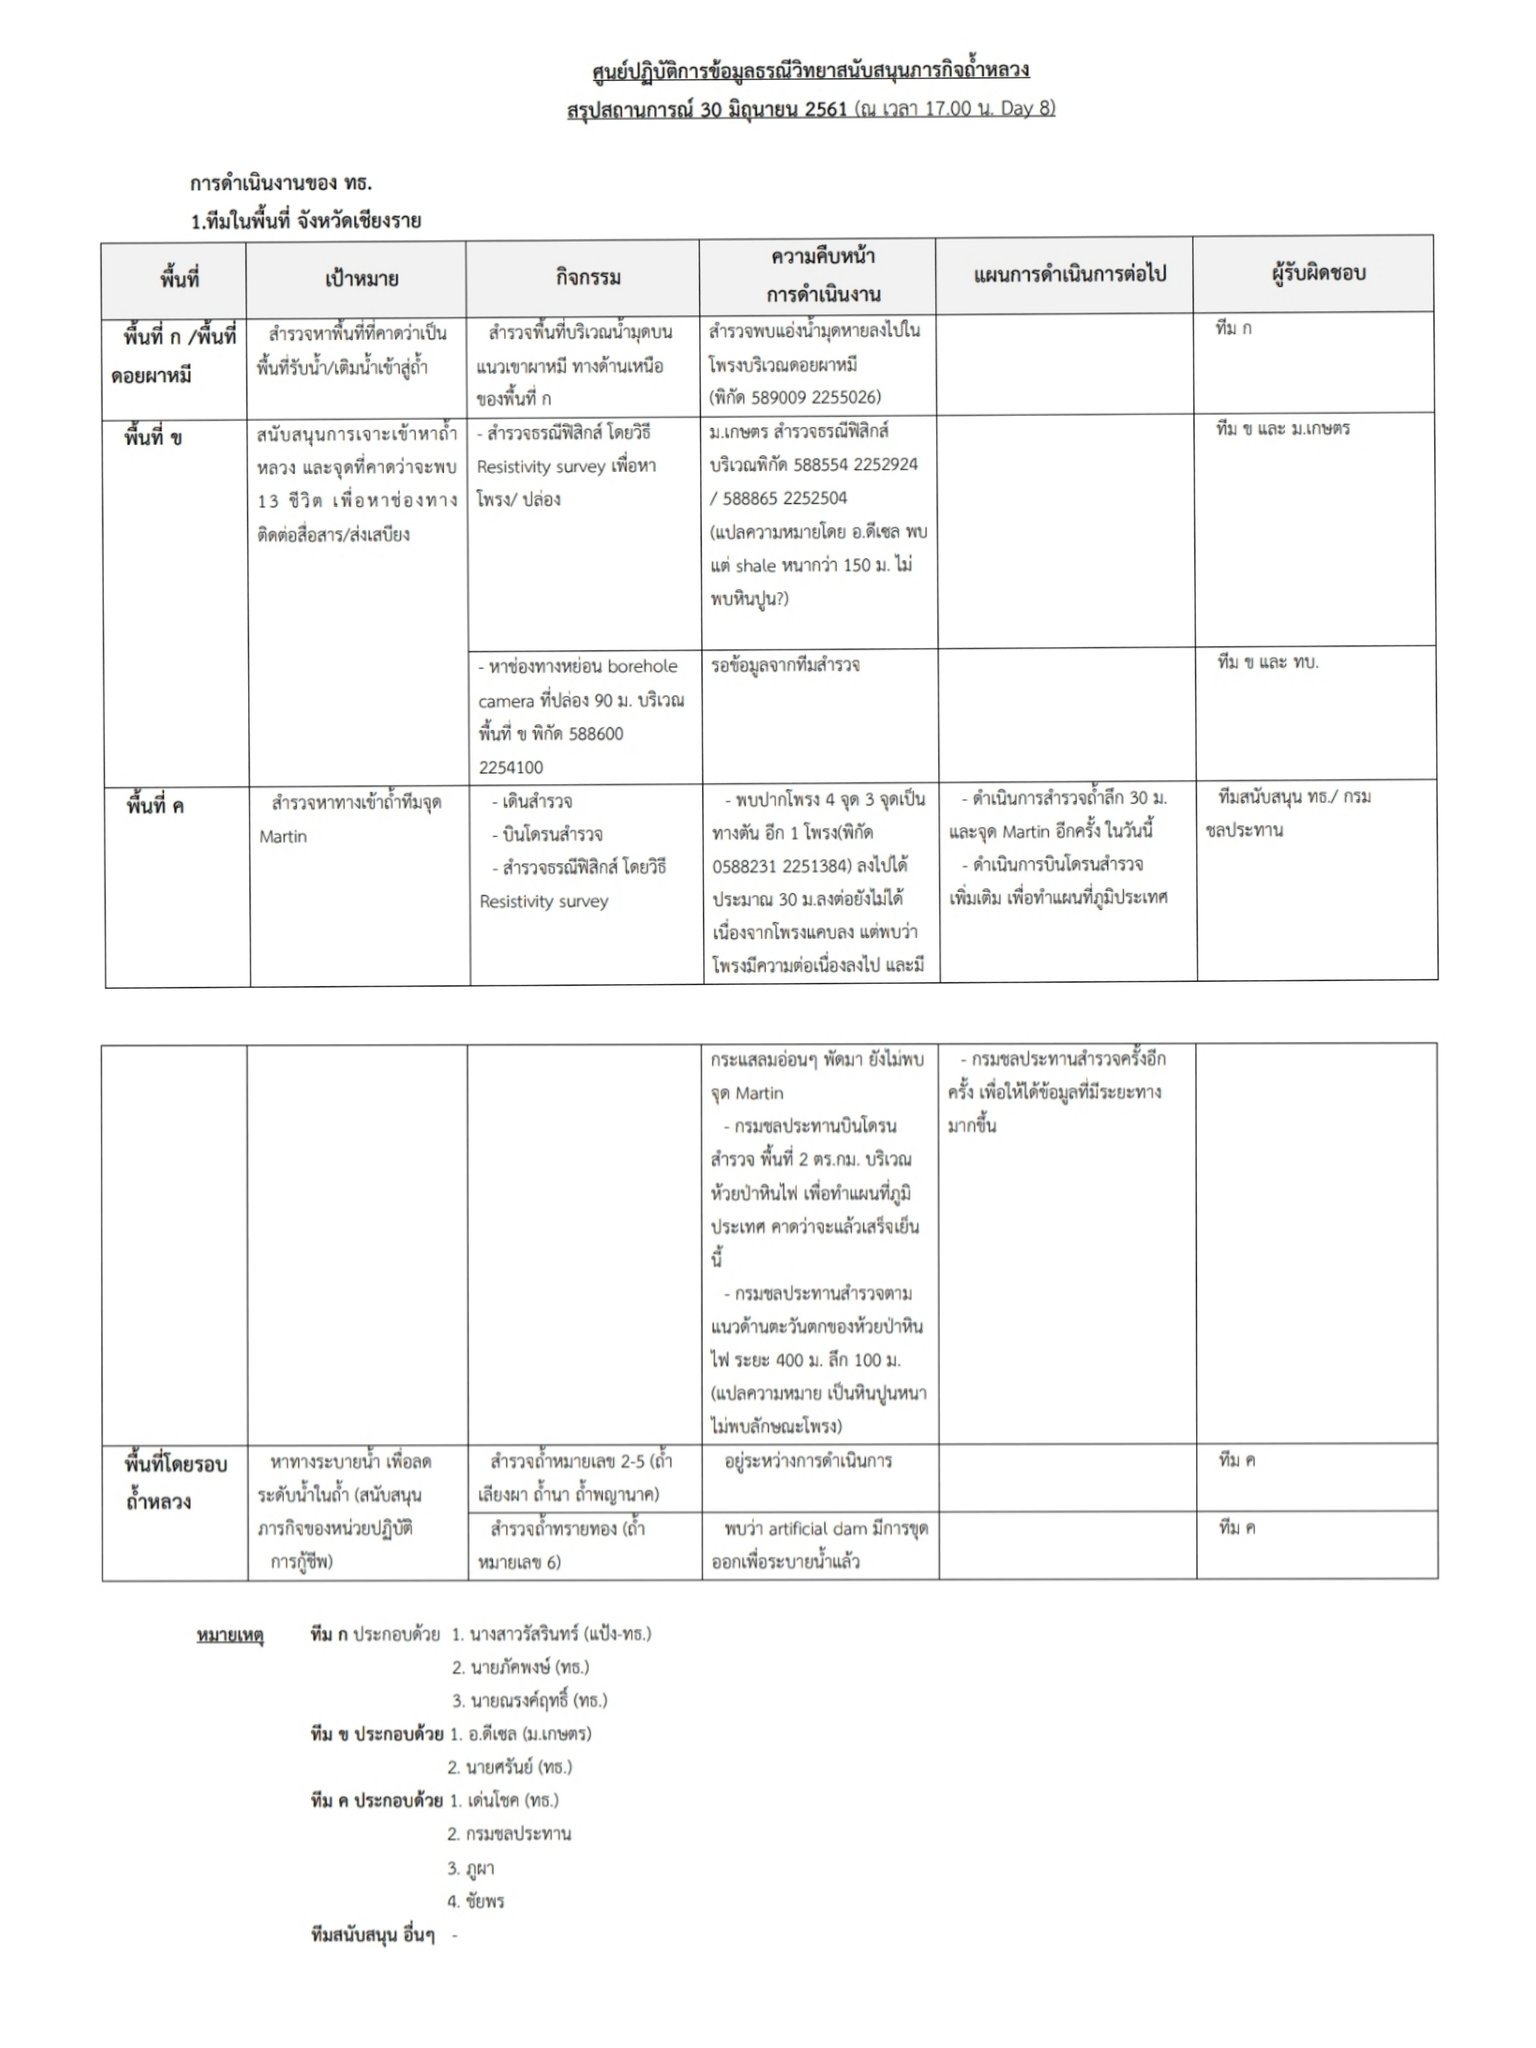 ศูนย์ปฏิบัติการข้อมูลธรณีวิทยาสนับสนุนภารกิจถ้ำหลวง
สรุปสถานการณ์ 30 มิถุนายน 2561 (ณ เวลา 17.00 น. Day 8)
การดำเนินงานของ ทธ.
1.ทีมในพื้นที่ จังหวัดเชียงราย
พื้นที่
เป้าหมาย
กิจกรรม
ความคืบหน้า
การดำเนินงาน
แผนการดำเนินการต่อไป
ผู้รับผิดชอบ
พื้นที่ ก /พื้นที่
ดอยผาหมี
สำรวจหาพื้นที่ที่คาดว่าเป็น
พื้นที่รับน้ำ/เติมน้ำเข้าสู่ถ้ำ
สำรวจพื้นที่บริเวณน้ำมุดบน
แนวเขาผาหมี ทางด้านเหนือ
ของพื้นที่ ก
สำรวจพบแอ่งน้ำมุดหายลงไปใน
โพรงบริเวณดอยผาหมี
(พิกัด 589009 2255026)
ทีม ก
พื้นที่ ข
สนับสนุนการเจาะเข้าหาถ้ำ
หลวง และจุดที่คาดว่าจะพบ
13 ชีวิต เพื่อหาช่องทาง
ติดต่อสื่อสาร/ส่งเสบียง
- สำรวจธรณีฟิสิกส์ โดยวิธี
Resistivity survey เพื่อหา
โพรง/ ปล่อง
ม.เกษตร สำรวจธรณีฟิสิกส์
บริเวณพิกัด 588554 2252924
/ 588865 2252504
(แปลความหมายโดย อ.ดีเซล พบ
แต่ shale หนากว่า 150 ม. ไม่
พบหินปูน?)
ทีม ข และ ม.เกษตร
- หาช่องทางหย่อน borehole
camera ที่ปล่อง 90 ม. บริเวณ
พื้นที่ ข พิกัด 588600
2254100
รอข้อมูลจากทีมสำรวจ
ทีม ข และ ทบ.
พื้นที่ ค
สำรวจหาทางเข้าถ้ำทีมจุด
Martin
- เดินสำรวจ
- บินโดรนสำรวจ
- สำรวจธรณีฟิสิกส์ โดยวิธี
Resistivity survey
- พบปากโพรง 4 จุด 3 จุดเป็น
ทางตัน อีก 1 โพรง(พิกัด
0588231 2251384) ลงไปได้
ประมาณ 30 ม.ลงต่อยังไม่ได้
เนื่องจากโพรงแคบลง แต่พบว่า
โพรงมีความต่อเนื่องลงไป และมี
- ดำเนินการสำรวจถ้ำลึก 30 ม.
และจุด Martin อีกครั้ง ในวันนี้
- ดำเนินการบินโดรนสำรวจ
เพิ่มเติม เพื่อทำแผนที่ภูมิประเทศ
ทีมสนับสนุน ทธ./ กรม
ชลประทาน
กระแสลมอ่อนๆ พัดมา ยังไม่พบ
จุด Martin
- กรมชลประทานบินโดรน
สำรวจ พื้นที่ 2 ตร.กม. บริเวณ
ห้วยป่าหินไฟ เพื่อทำแผนที่ภูมิ
ประเทศ คาดว่าจะแล้วเสร็จเย็น
นี้
- กรมชลประทานสำรวจตาม
แนวด้านตะวันตกของห้วยป่าหิน
ไฟ ระยะ 400 ม. ลึก 100 ม.
(แปลความหมาย เป็นหินปูนหนา
ไม่พบลักษณะโพรง)
- กรมชลประทานสำรวจครั้งอีก
ครั้ง เพื่อให้ได้ข้อมูลที่มีระยะทาง
มากขึ้น
พื้นที่โดยรอบ
ถ้ำหลวง
หาทางระบายน้ำ เพื่อลด
ระดับน้ำในถ้ำ (สนับสนุน
ภารกิจของหน่วยปฏิบัติ
การกู้ชีพ)
สำรวจถ้ำหมายเลข 2-5 (ถ้ำ
เลียงผา ถ้ำนา ถ้ำพญานาค)
อยู่ระหว่างการดำเนินการ
ทีม ค
สำรวจถ้ำทรายทอง (ถ้ำ
หมายเลข 6)
พบว่า artificial dam มีการขุด
ออกเพื่อระบายน้ำแล้ว
ทีม ค
หมายเหตุ ทีม ก ประกอบด้วย 1. นางสาวรัสรินทร์ (แป้ง-ทธ.)
2. นายภัคพงษ์ (ทธ.)
3. นายณรงค์ฤทธิ์ (ทธ.)
ทีม ข ประกอบด้วย 1. อ.ดีเซล (ม.เกษตร)
2. นายศรันย์ (ทธ.)
ทีม ค ประกอบด้วย 1. เด่นโชค (ทธ.)
2. กรมชลประทาน
3. ภูผา
4. ชัยพร
ทีมสนับสนุน อื่นๆ -